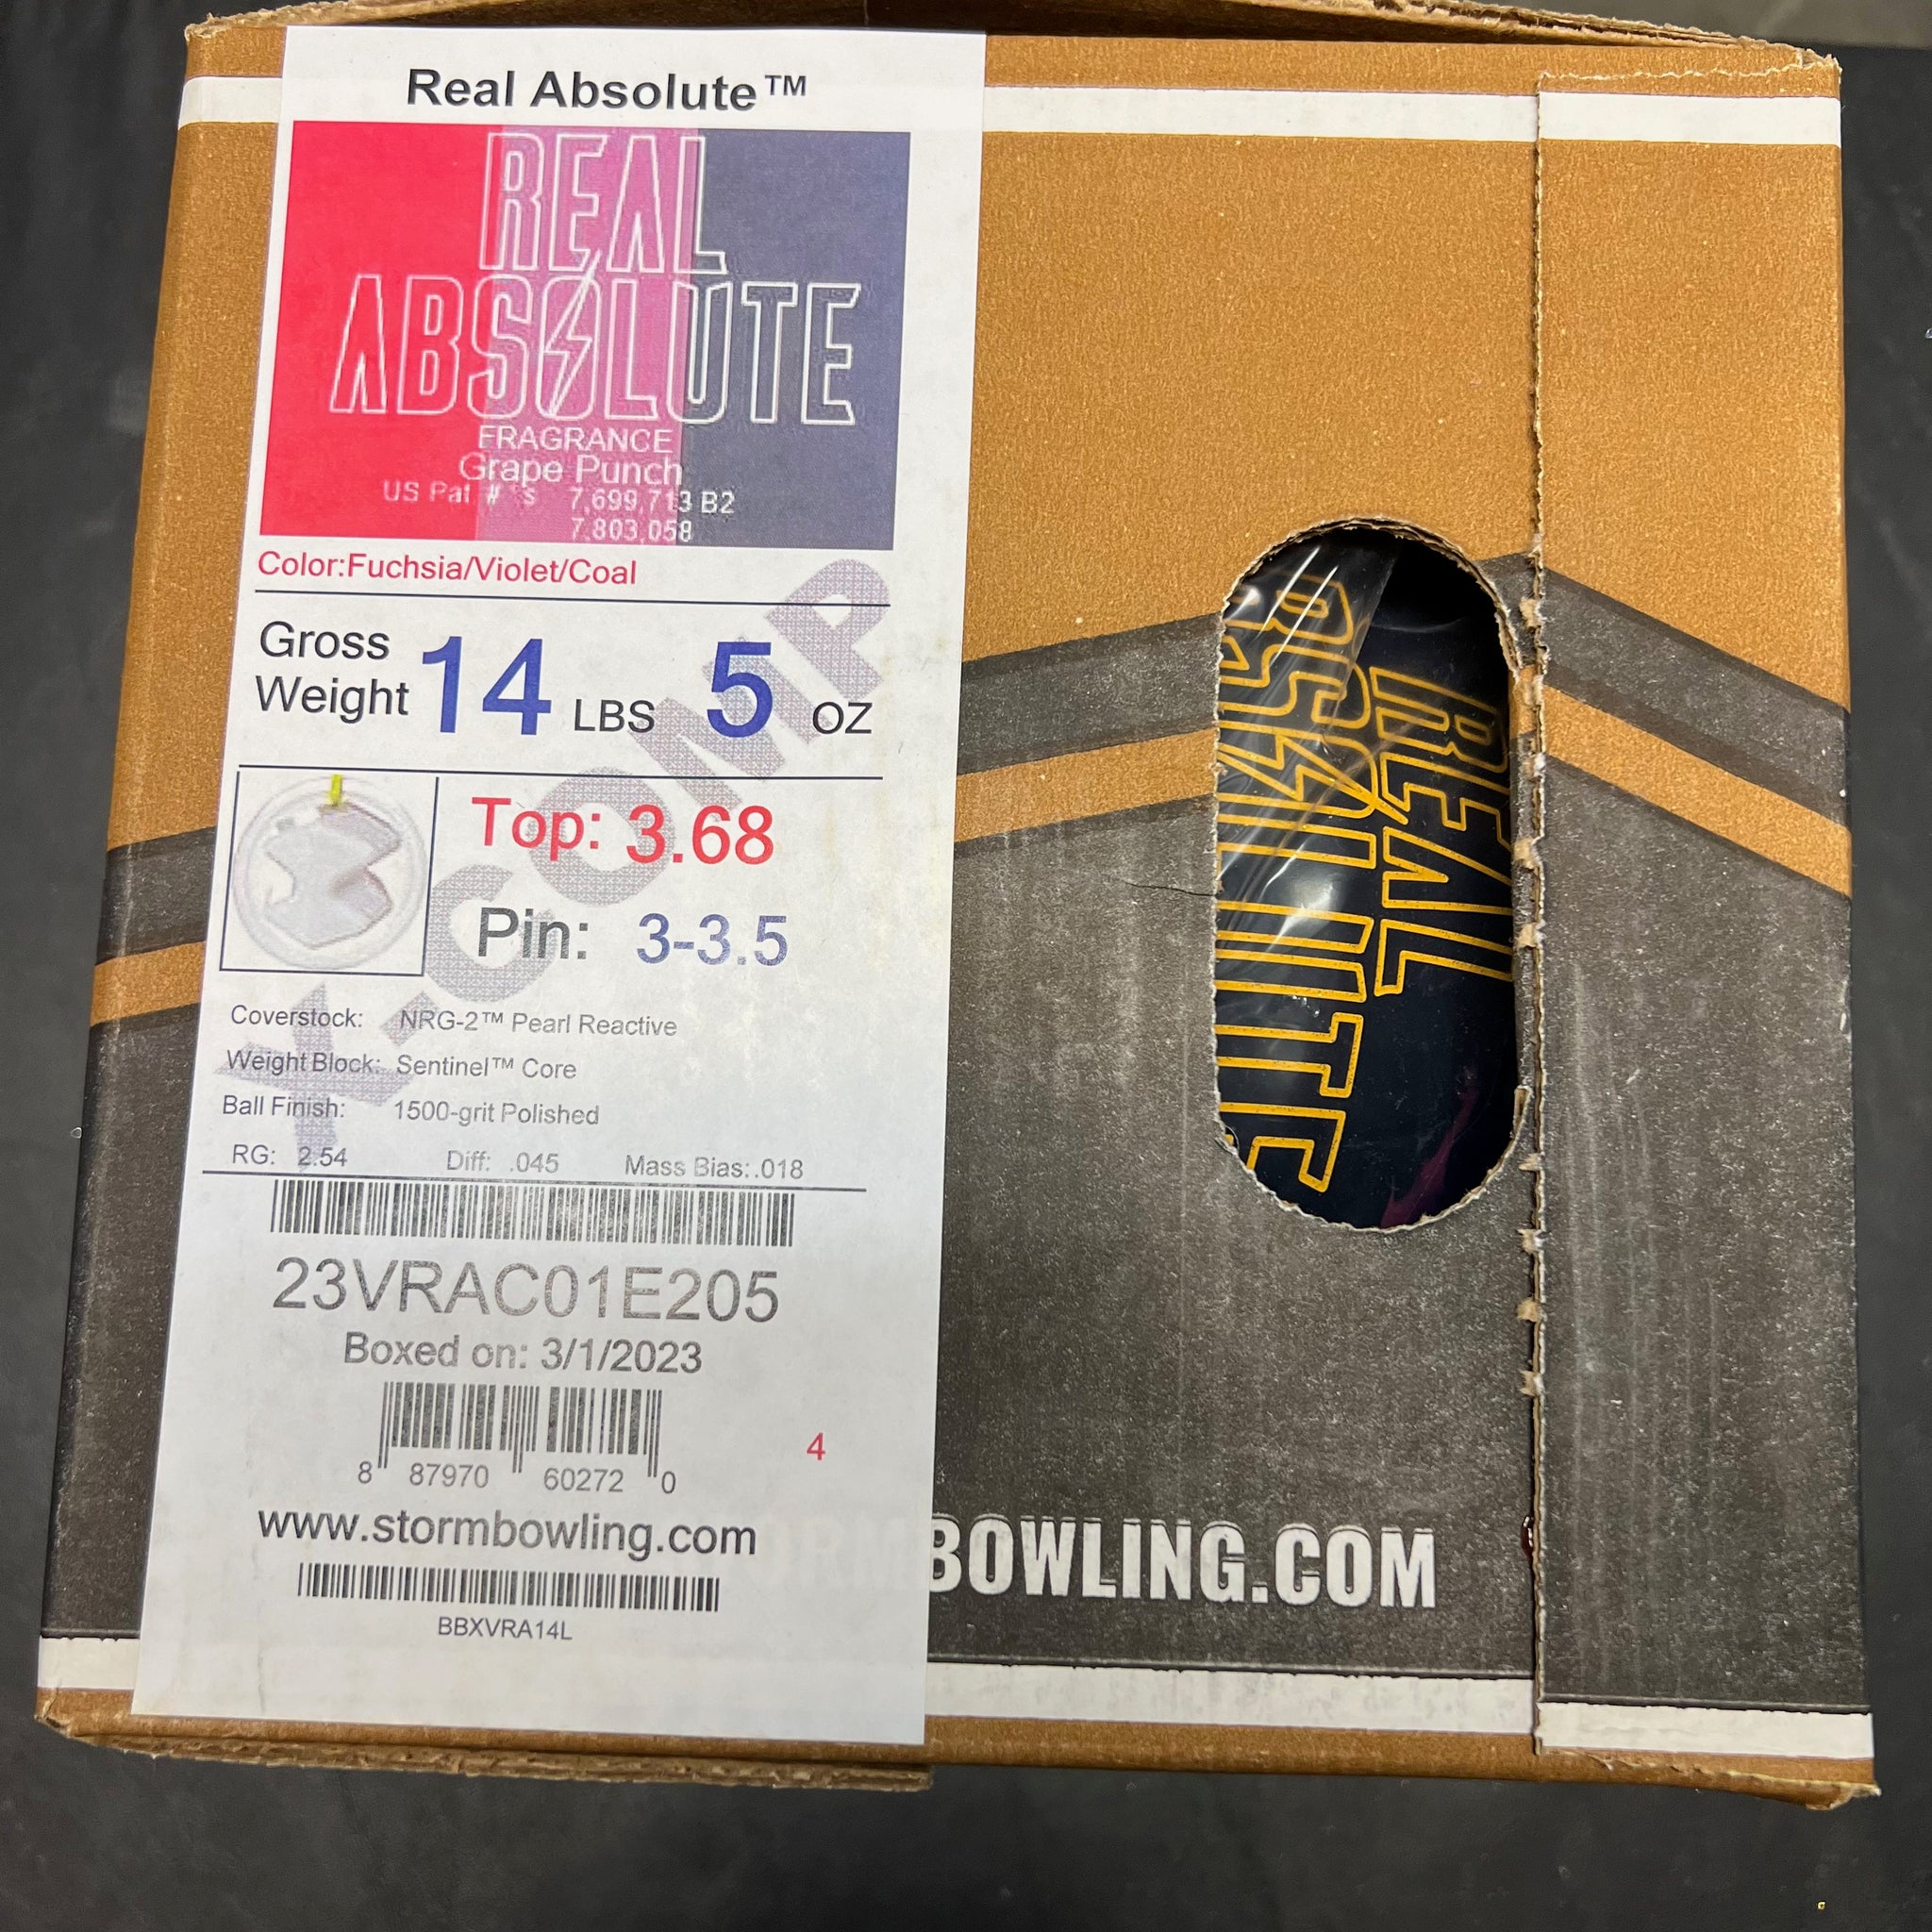 Real Absolute™
REAL
ABSOLUTE
FRAGRANCE
Grape Punch
US Pat # s 7,699,713 B2
7,803,058
Color:Fuchsia/Violet/Coal
Gross Weight 14 LBS 5 OZ
Top: 3.68
Pin: 3-3.5
X-COMP
Coverstock: NRG-2™ Pearl Reactive
Weight Block: Sentinel™ Core
Ball Finish: 1500-grit Polished
RG: 2.54 Diff: .045 Mass Bias:.018
23VRAC01E205
Boxed on: 3/1/2023
8 87970 60272 0
4
www.stormbowling.com
BBXVRA14L
REAL
ABSOLUTE
BOWLING.COM